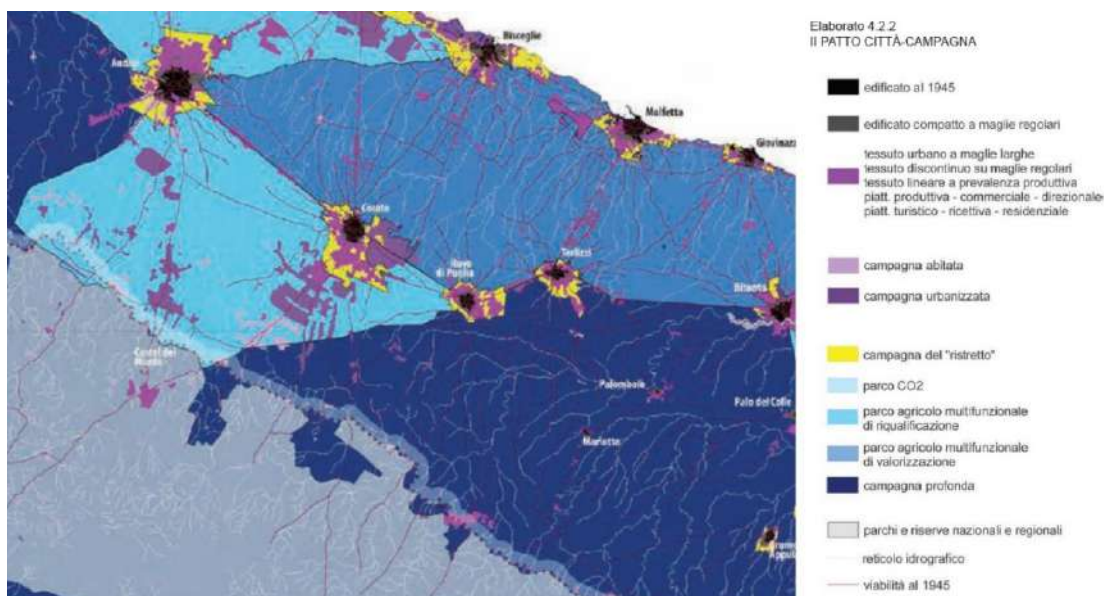 Elaborato 4.2.2
II PATTO CITTÀ-CAMPAGNA
edificato al 1945
edificato compatto a maglie regolari
tessuto urbano a maglie larghe
tessuto discontinuo su maglie regolari
tessuto lineare a prevalenza produttiva
piatt. produttiva - commerciale - direzionale
piatt. turistico - ricettiva - residenziale
campagna abitata
campagna urbanizzata
campagna del "ristretto"
parco CO2
parco agricolo multifunzionale
di riqualificazione
parco agricolo multifunzionale
di valorizzazione
campagna profonda
parchi e riserve nazionali e regionali
reticolo idrografico
viabilità al 1945
Bisceglie
Andria
Molfetta
Giovinazz
Corato
Ruvo
di Puglia
Terlizzi
Bitonto
Castel del
Monte
Palombaio
Palo del Colle
Mariotto